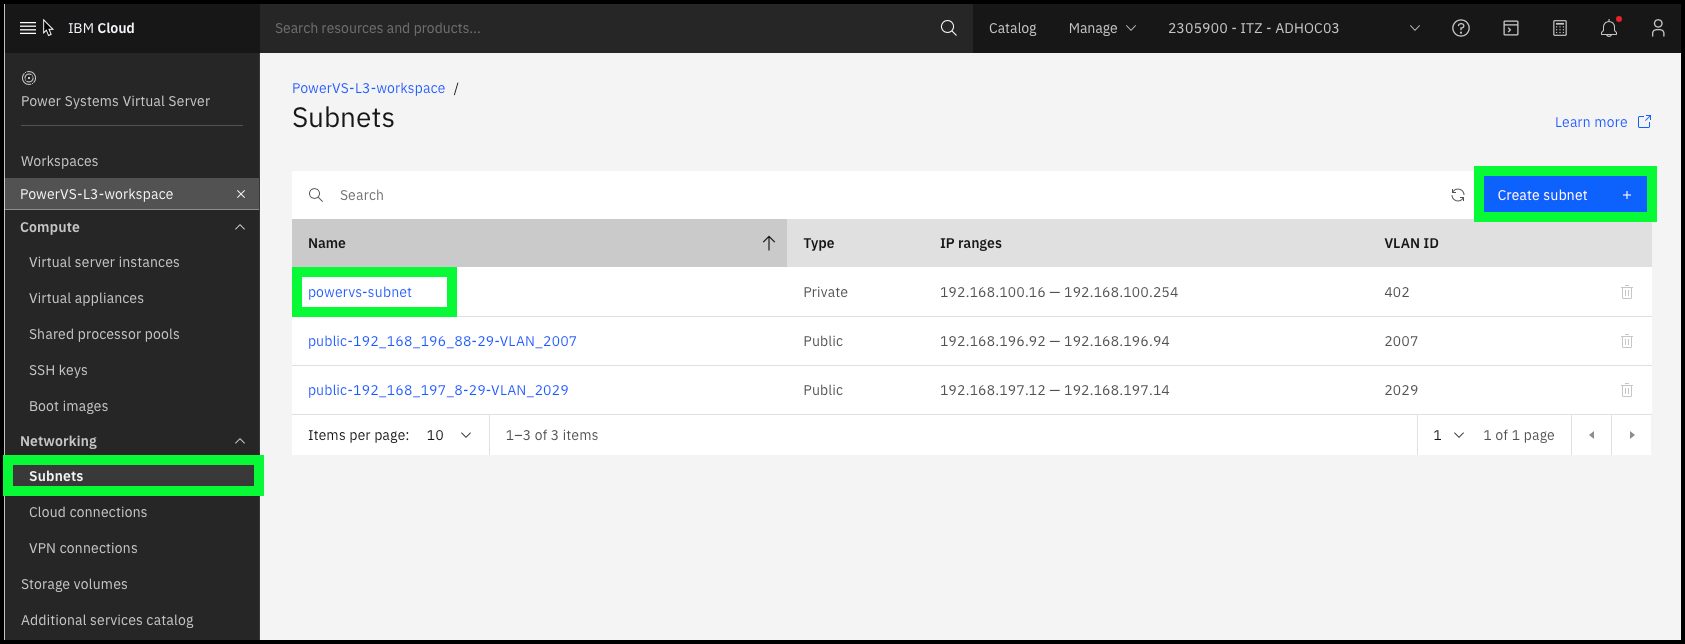 IBM Cloud
Search resources and products...
Catalog
Manage
2305900 - ITZ - ADHOC03
Power Systems Virtual Server
Workspaces
PowerVS-L3-workspace
Compute
Virtual server instances
Virtual appliances
Shared processor pools
SSH keys
Boot images
Networking
Subnets
Cloud connections
VPN connections
Storage volumes
Additional services catalog
PowerVS-L3-workspace /
Subnets
Learn more
Search
Create subnet +
Name Type IP ranges VLAN ID
powervs-subnet Private 192.168.100.16 — 192.168.100.254 402
public-192_168_196_88-29-VLAN_2007 Public 192.168.196.92 — 192.168.196.94 2007
public-192_168_197_8-29-VLAN_2029 Public 192.168.197.12 — 192.168.197.14 2029
Items per page: 10 1–3 of 3 items 1 1 of 1 page